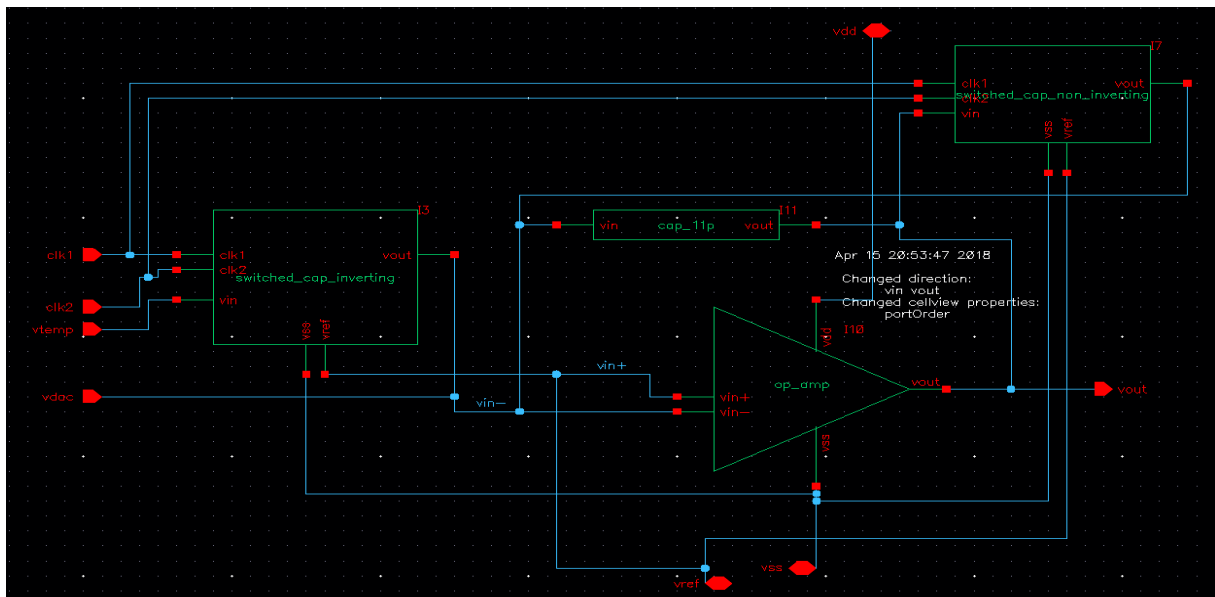 vdd
I7
clk1
vout
clk2
switched_cap_non_inverting
vin
vss
vref
I3
I11
vin
cap_11p
vout
clk1
clk1
vout
Apr 15 20:53:47 2018
clk2
switched_cap_inverting
Changed direction:
vin vout
clk2
vin
Changed cellview properties:
portOrder
vtemp
vss
vref
vdd
I10
vin+
op_amp
vout
vout
vdac
vin-
vin+
vin-
vss
vss
vref